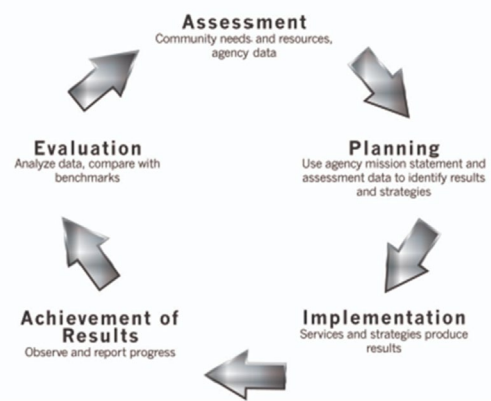 Assessment
Community needs and resources,
agency data
Planning
Use agency mission statement and
assessment data to identify results
and strategies
Implementation
Services and strategies produce
results
Achievement of
Results
Observe and report progress
Evaluation
Analyze data, compare with
benchmarks